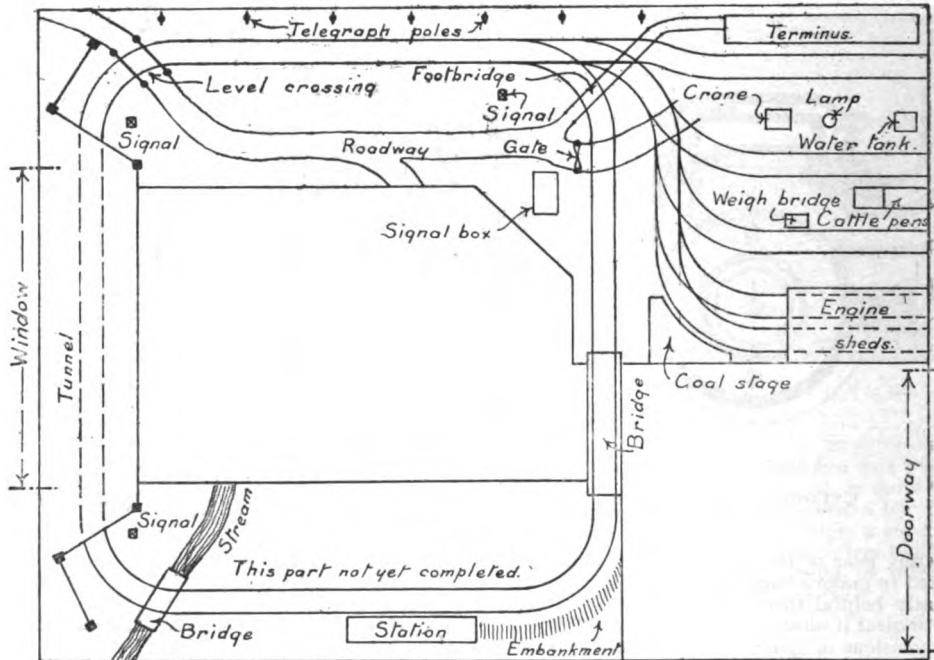 Telegraph poles
Terminus.
Level crossing
Footbridge
Signal
Crone
Lamp
Water tank.
Signal
Roadway
Gate
Weigh bridge
Cattle pens
Signal box
Window
Tunnel
Engine
sheds.
Coal stage
Bridge
Doorway
Signal
Stream
This part not yet completed.
Bridge
Station
Embankment